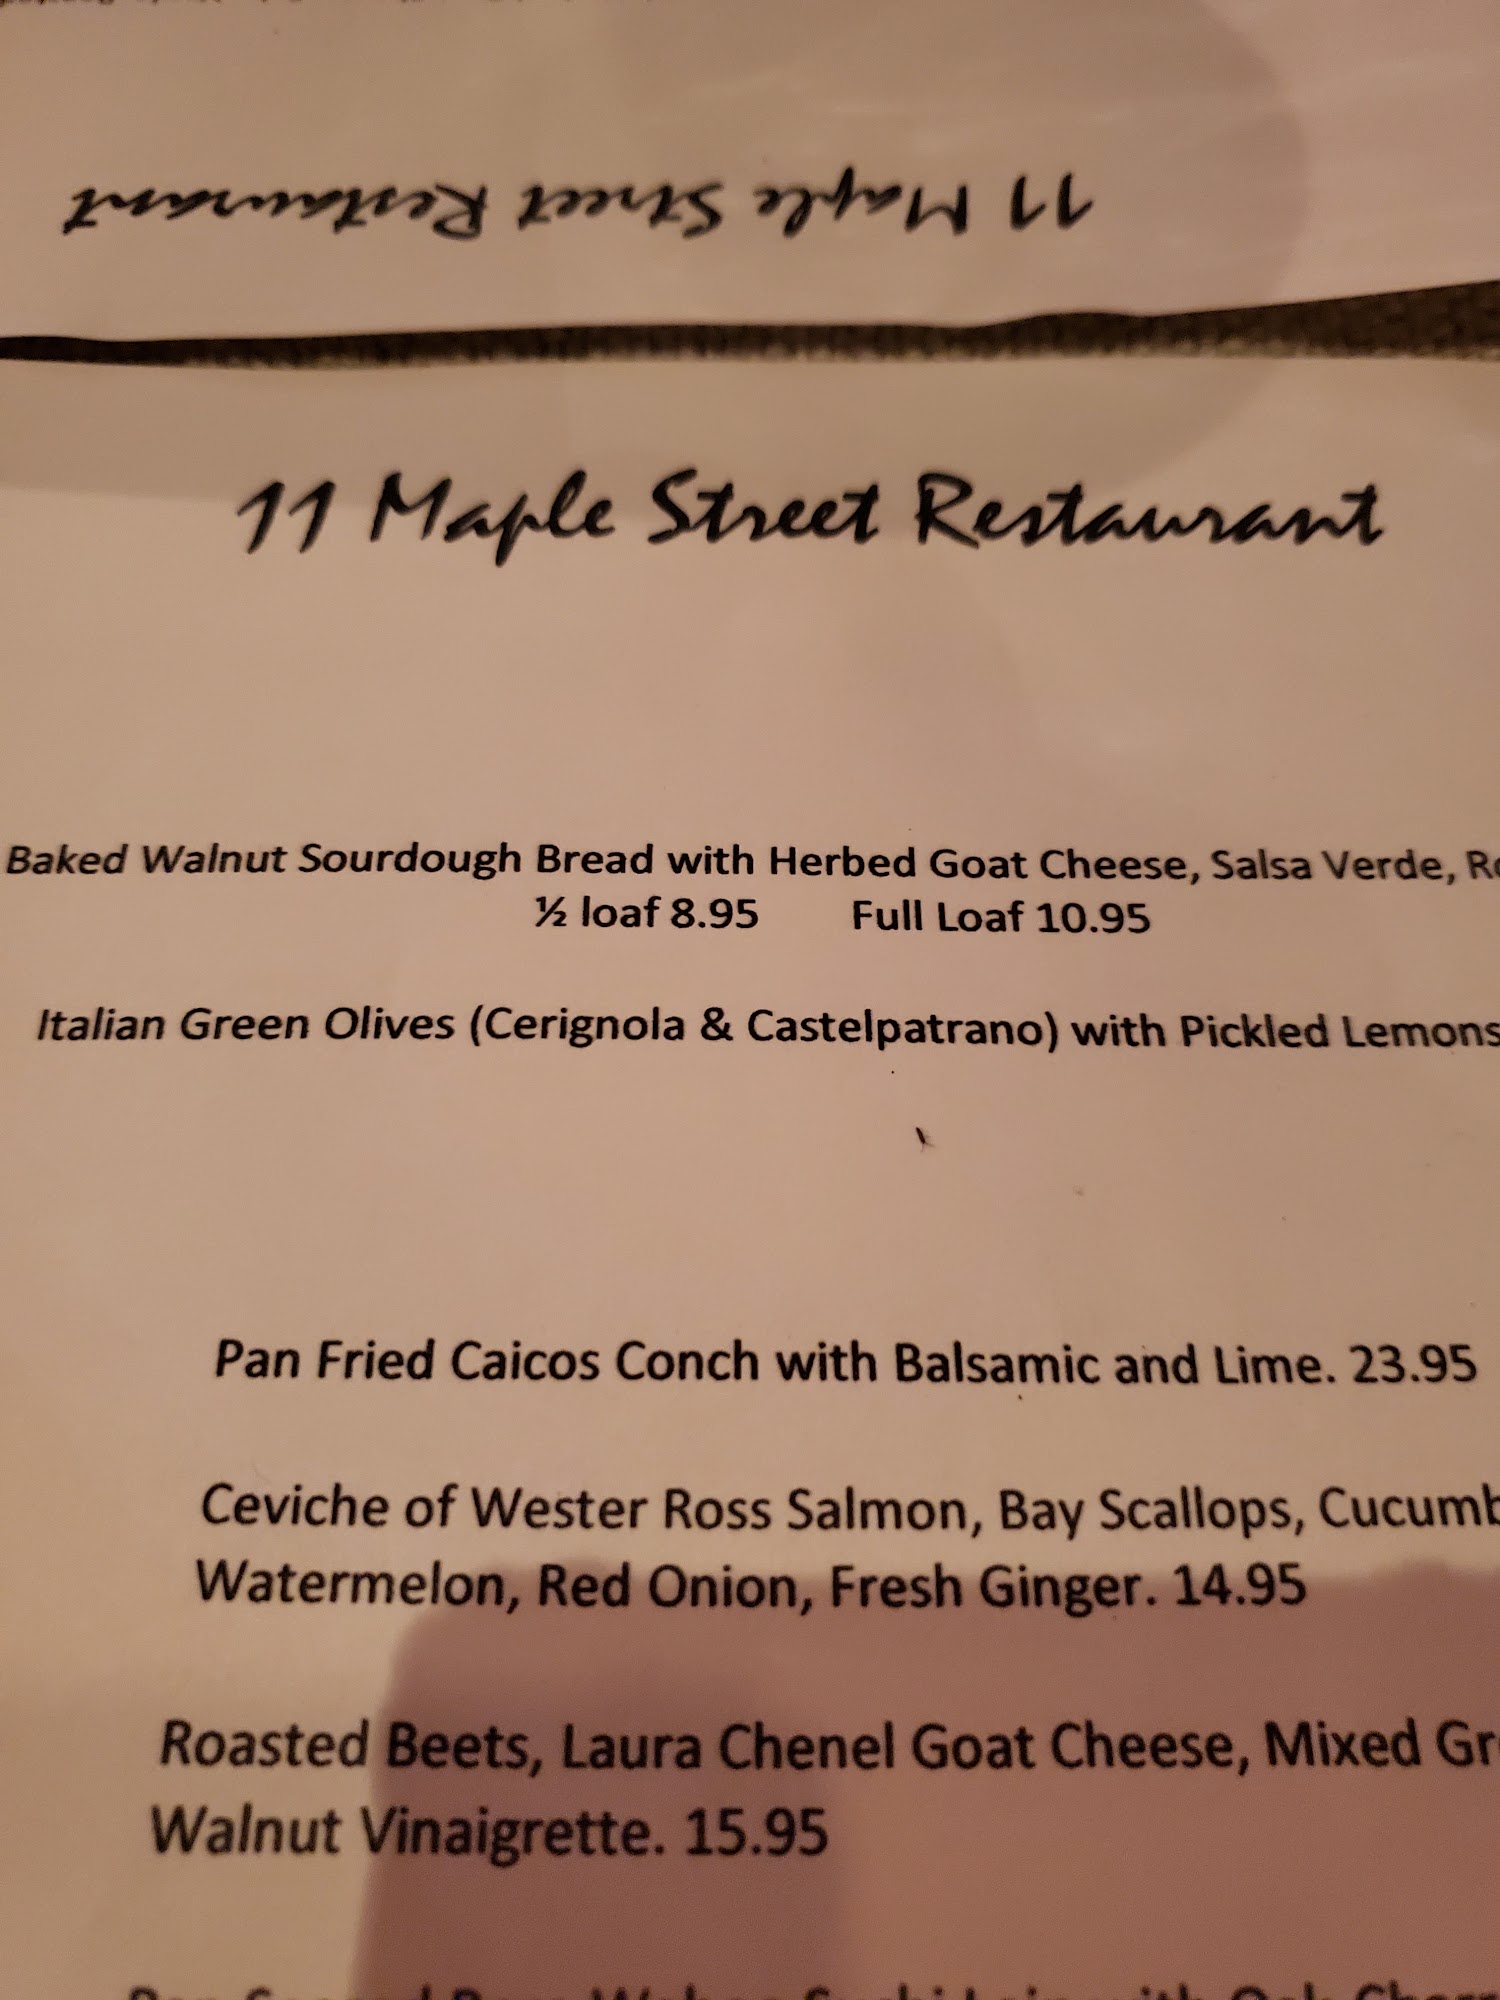 11 Maple Street Restaurant
11 Maple Street Restaurant
Baked Walnut Sourdough Bread with Herbed Goat Cheese, Salsa Verde,
½ loaf 8.95 Full Loaf 10.95
Italian Green Olives (Cerignola & Castelpatrano) with Pickled Lemons
Pan Fried Caicos Conch with Balsamic and Lime. 23.95
Ceviche of Wester Ross Salmon, Bay Scallops, Cucumb
Watermelon, Red Onion, Fresh Ginger. 14.95
Roasted Beets, Laura Chenel Goat Cheese, Mixed Gr
Walnut Vinaigrette. 15.95